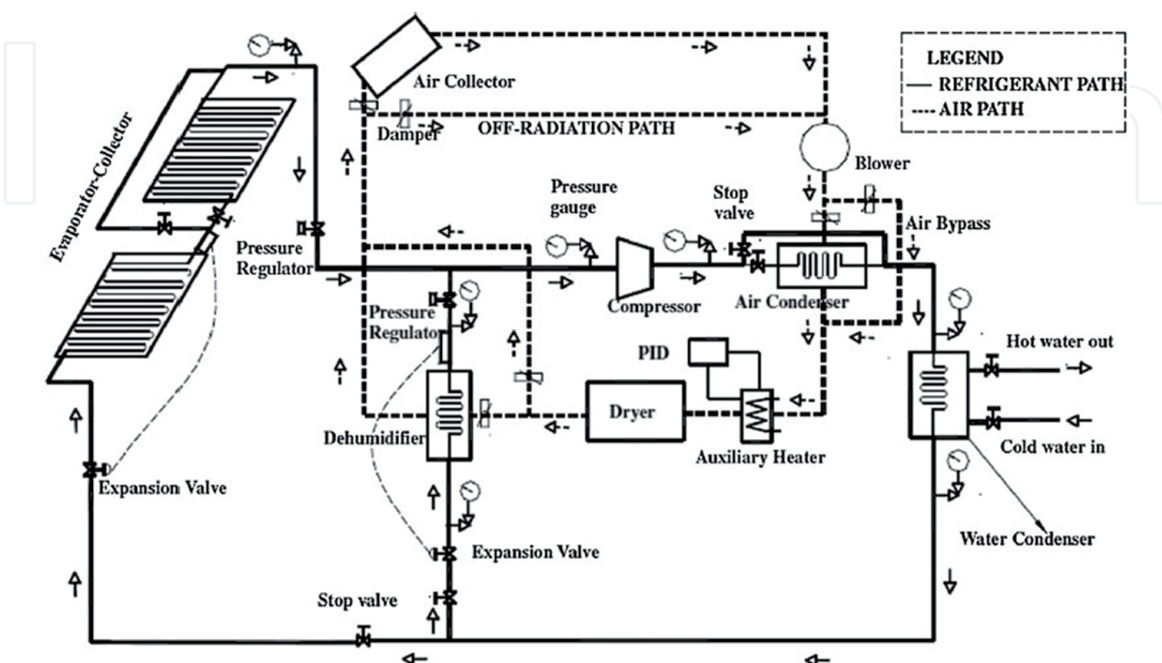 LEGEND
REFRIGERANT PATH
AIR PATH
Air Collector
Damper
OFF-RADIATION PATH
Evaporator-Collector
Blower
Pressure
gauge
Stop
valve
Air Bypass
Pressure
Regulator
Compressor
Air Condenser
Pressure
Regulator
PID
Hot water out
Dryer
Dehumidifier
Auxiliary Heater
Cold water in
Expansion Valve
Expansion Valve
Water Condenser
Stop valve